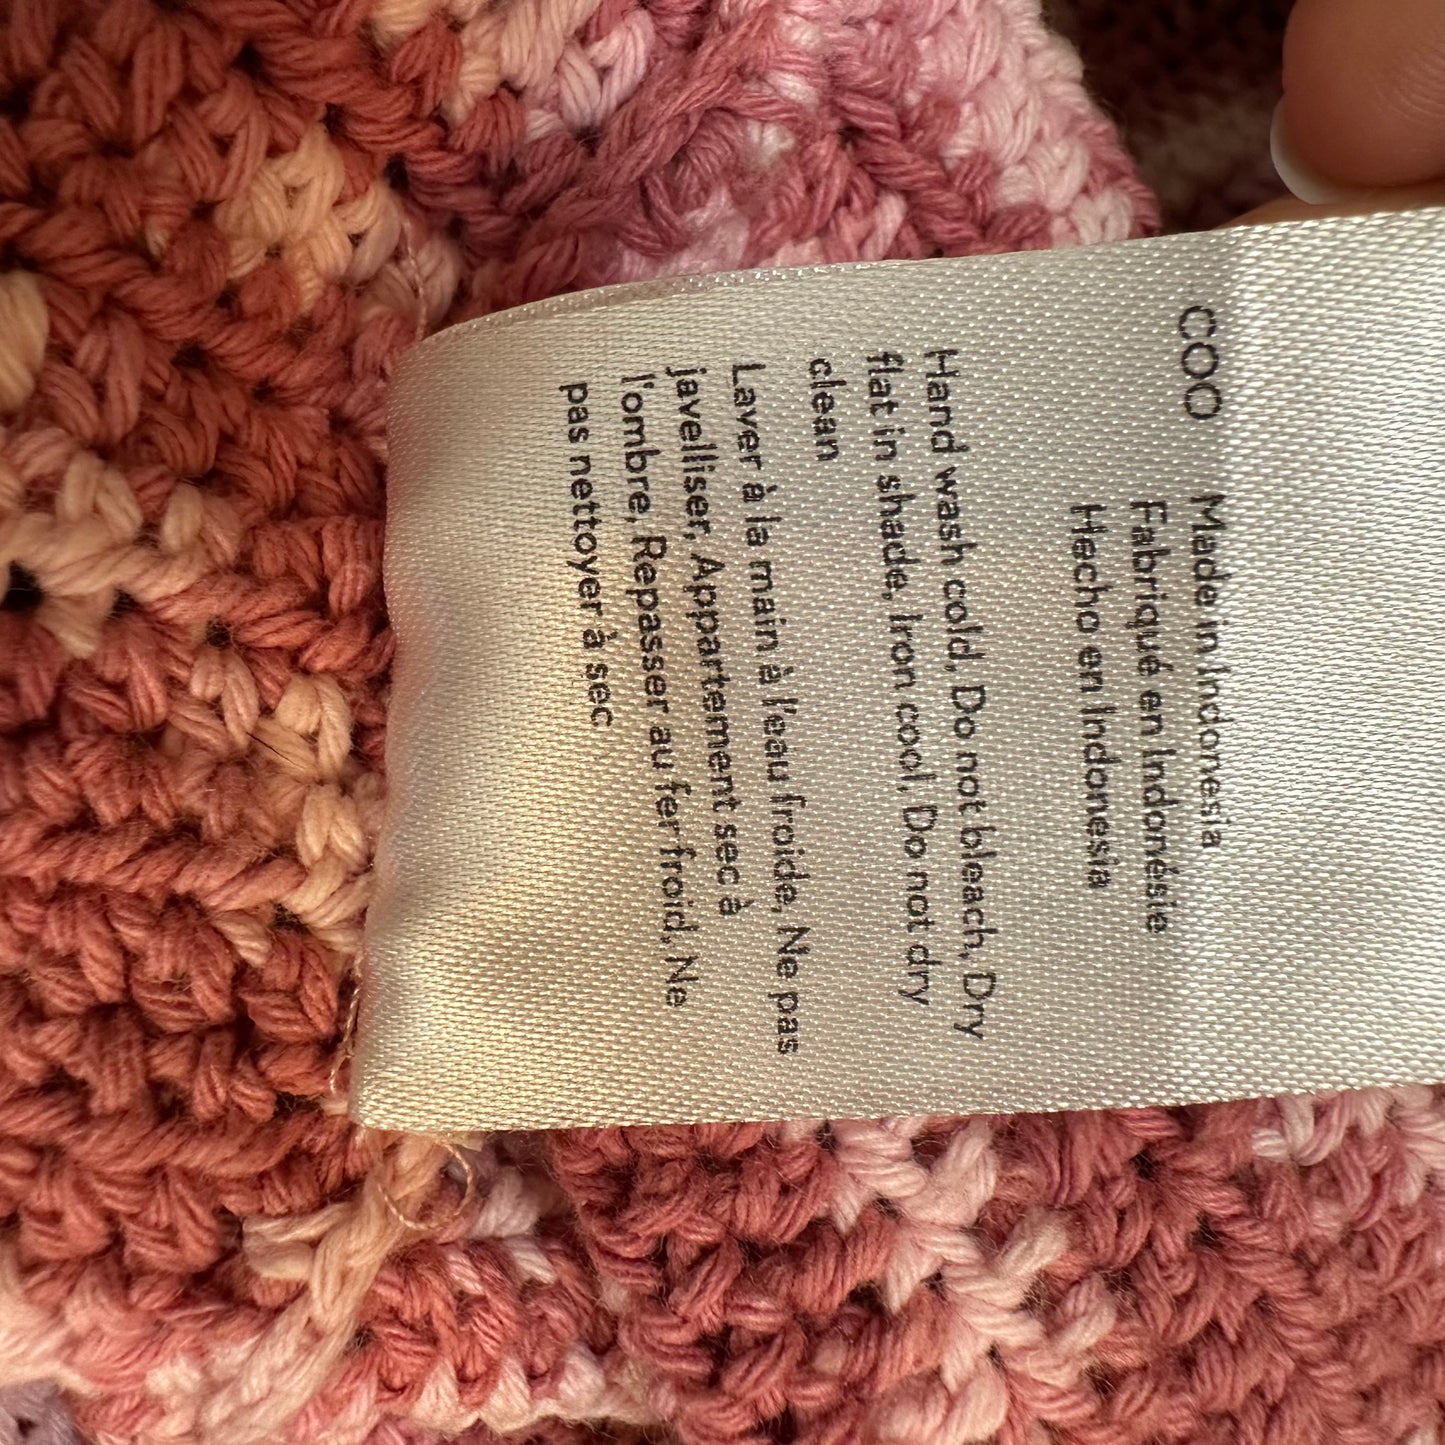 COO
Made in Indonesia
Fabriqué en Indonésie
Hecho en Indonesia
Hand wash cold, Do not bleach, Dry
flat in shade, Iron cool, Do not dry
clean
Laver à la main à l'eau froide, Ne pas
javelliser, Appartement sec à
l'ombre, Repasser au fer froid, Ne
pas nettoyer à sec